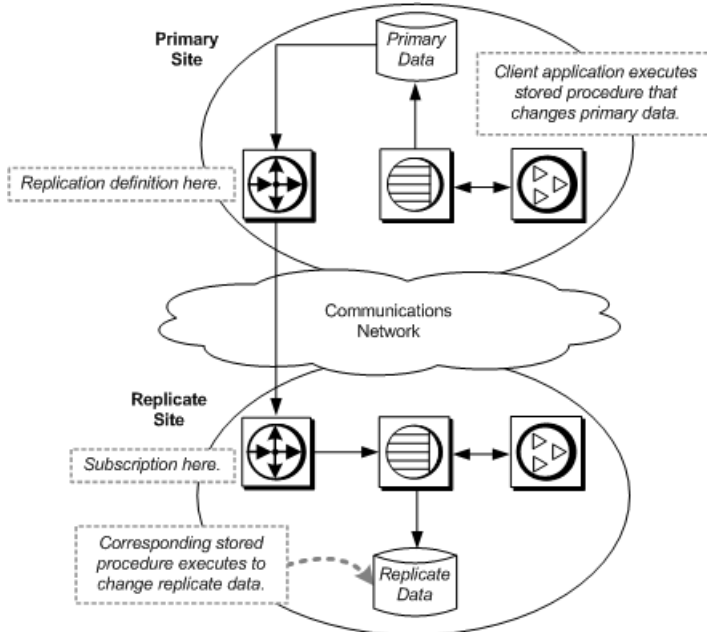 Primary
Site
Primary
Data
Client application executes
stored procedure that
changes primary data.
Replication definition here.
Communications
Network
Replicate
Site
Subscription here.
Corresponding stored
procedure executes to
change replicate data.
Replicate
Data